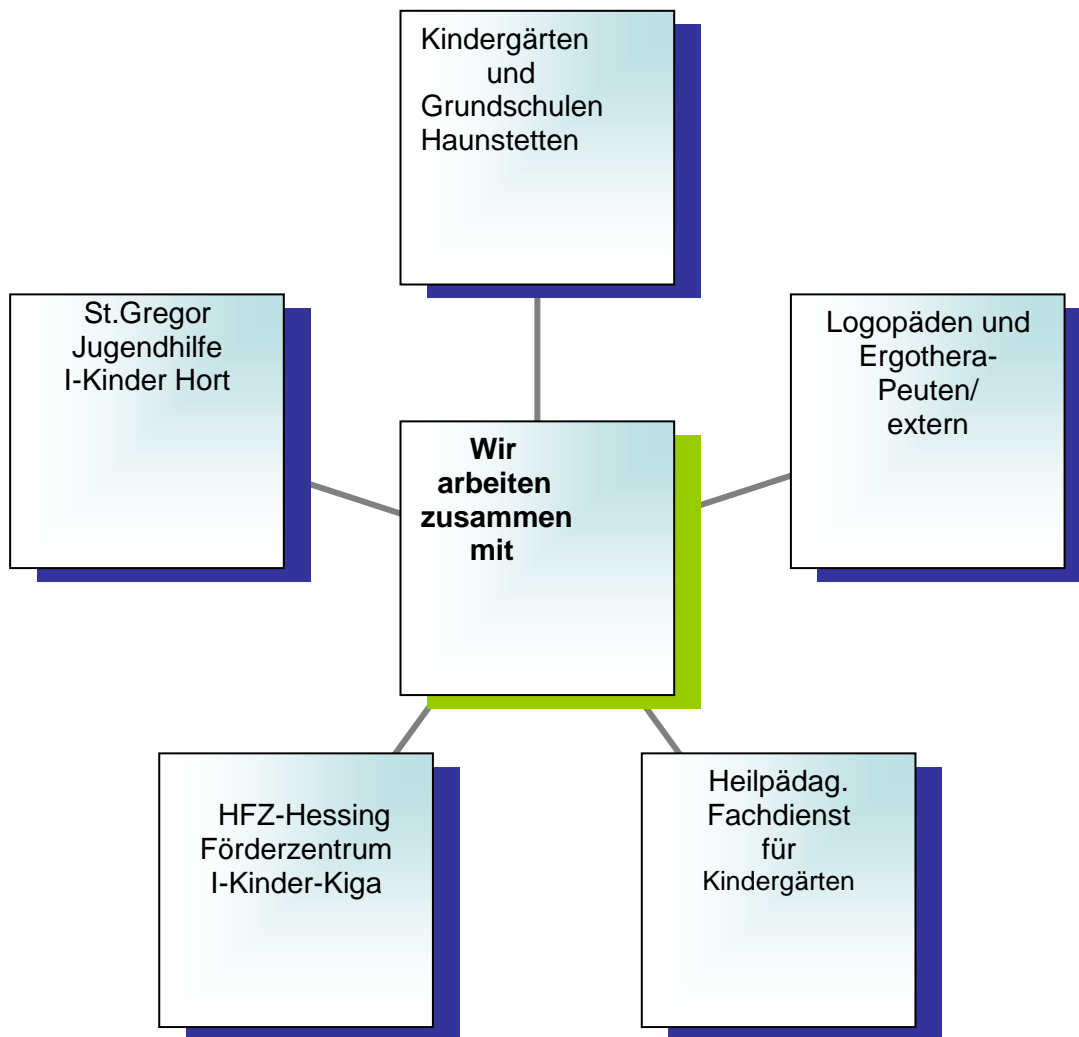 Kindergärten
und
Grundschulen
Haunstetten
St.Gregor
Jugendhilfe
I-Kinder Hort
Logopäden und
Ergothera-
Peuten/
extern
Wir
arbeiten
zusammen
mit
HFZ-Hessing
Förderzentrum
I-Kinder-Kiga
Heilpädag.
Fachdienst
für
Kindergärten